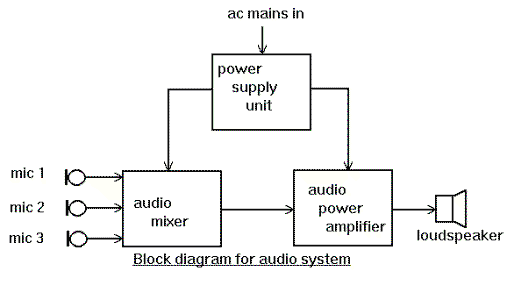 ac mains in
power
supply
unit
mic 1
mic 2
mic 3
audio
mixer
audio
power
amplifier
loudspeaker
Block diagram for audio system